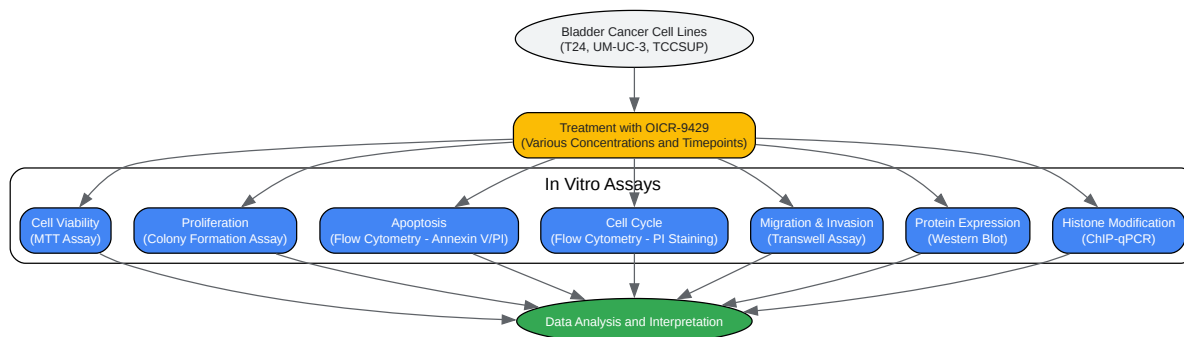 Bladder Cancer Cell Lines
(T24, UM-UC-3, TCCSUP)
Treatment with OICR-9429
(Various Concentrations and Timepoints)
In Vitro Assays
Cell Viability
(MTT Assay)
Proliferation
(Colony Formation Assay)
Apoptosis
(Flow Cytometry - Annexin V/PI)
Cell Cycle
(Flow Cytometry - PI Staining)
Migration & Invasion
(Transwell Assay)
Protein Expression
(Western Blot)
Histone Modification
(ChIP-qPCR)
Data Analysis and Interpretation